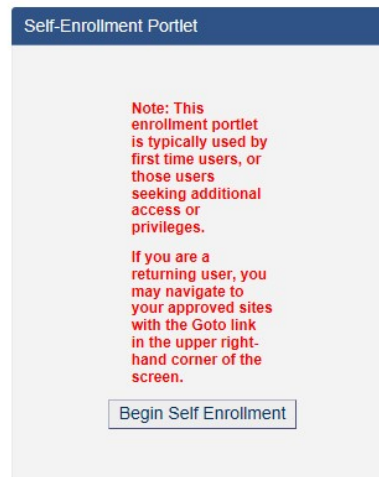 Self-Enrollment Portlet
Note: This
enrollment portlet
is typically used by
first time users, or
those users
seeking additional
access or
privileges.
If you are a
returning user, you
may navigate to
your approved sites
with the Goto link
in the upper right-
hand corner of the
screen.
Begin Self Enrollment